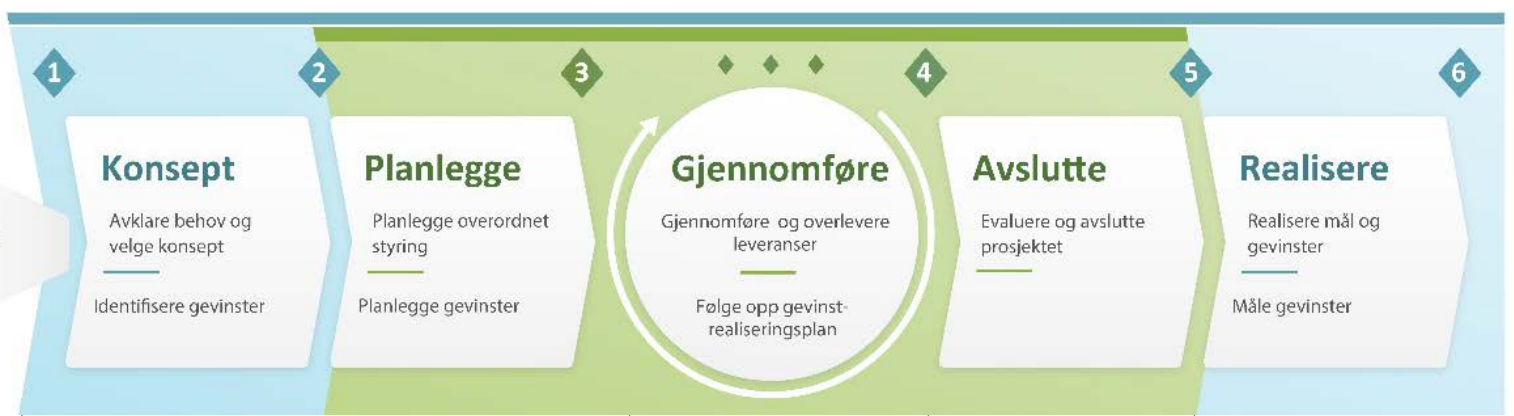 1
2
3
4
5
6
Konsept
Avklare behov og
velge konsept
Identifisere gevinster
Planlegge
Planlegge overordnet
styring
Planlegge gevinster
Gjennomføre
Gjennomføre og overlevere
leveranser
Følge opp gevinst-
realiseringsplan
Avslutte
Evaluere og avslutte
prosjektet
Realisere
Realisere mål og
gevinster
Måle gevinster